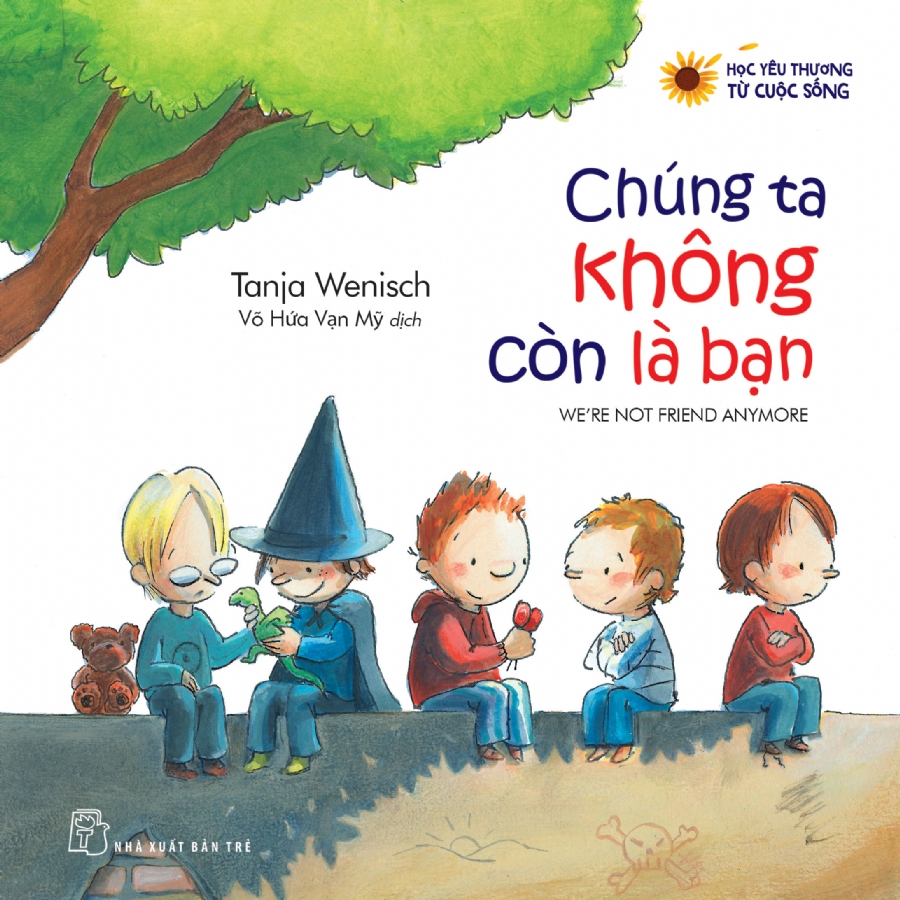 HỌC YÊU THƯƠNG
TỪ CUỘC SỐNG
Chúng ta
không
còn là bạn
WE'RE NOT FRIEND ANYMORE
Tanja Wenisch
Võ Hứa Vạn Mỹ dịch
NHÀ XUẤT BẢN TRẺ